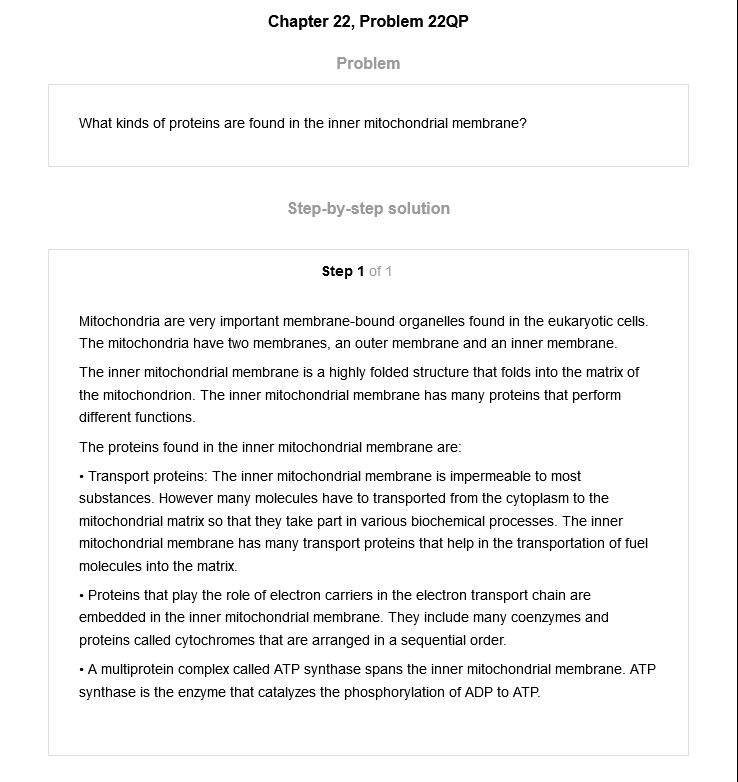 Chapter 22, Problem 22QP
Problem
What kinds of proteins are found in the inner mitochondrial membrane?
Step-by-step solution
Step 1 of 1
Mitochondria are very important membrane-bound organelles found in the eukaryotic cells.
The mitochondria have two membranes, an outer membrane and an inner membrane.
The inner mitochondrial membrane is a highly folded structure that folds into the matrix of
the mitochondrion. The inner mitochondrial membrane has many proteins that perform
different functions.
The proteins found in the inner mitochondrial membrane are:
• Transport proteins: The inner mitochondrial membrane is impermeable to most
substances. However many molecules have to transported from the cytoplasm to the
mitochondrial matrix so that they take part in various biochemical processes. The inner
mitochondrial membrane has many transport proteins that help in the transportation of fuel
molecules into the matrix.
• Proteins that play the role of electron carriers in the electron transport chain are
embedded in the inner mitochondrial membrane. They include many coenzymes and
proteins called cytochromes that are arranged in a sequential order.
• A multiprotein complex called ATP synthase spans the inner mitochondrial membrane. ATP
synthase is the enzyme that catalyzes the phosphorylation of ADP to ATP.